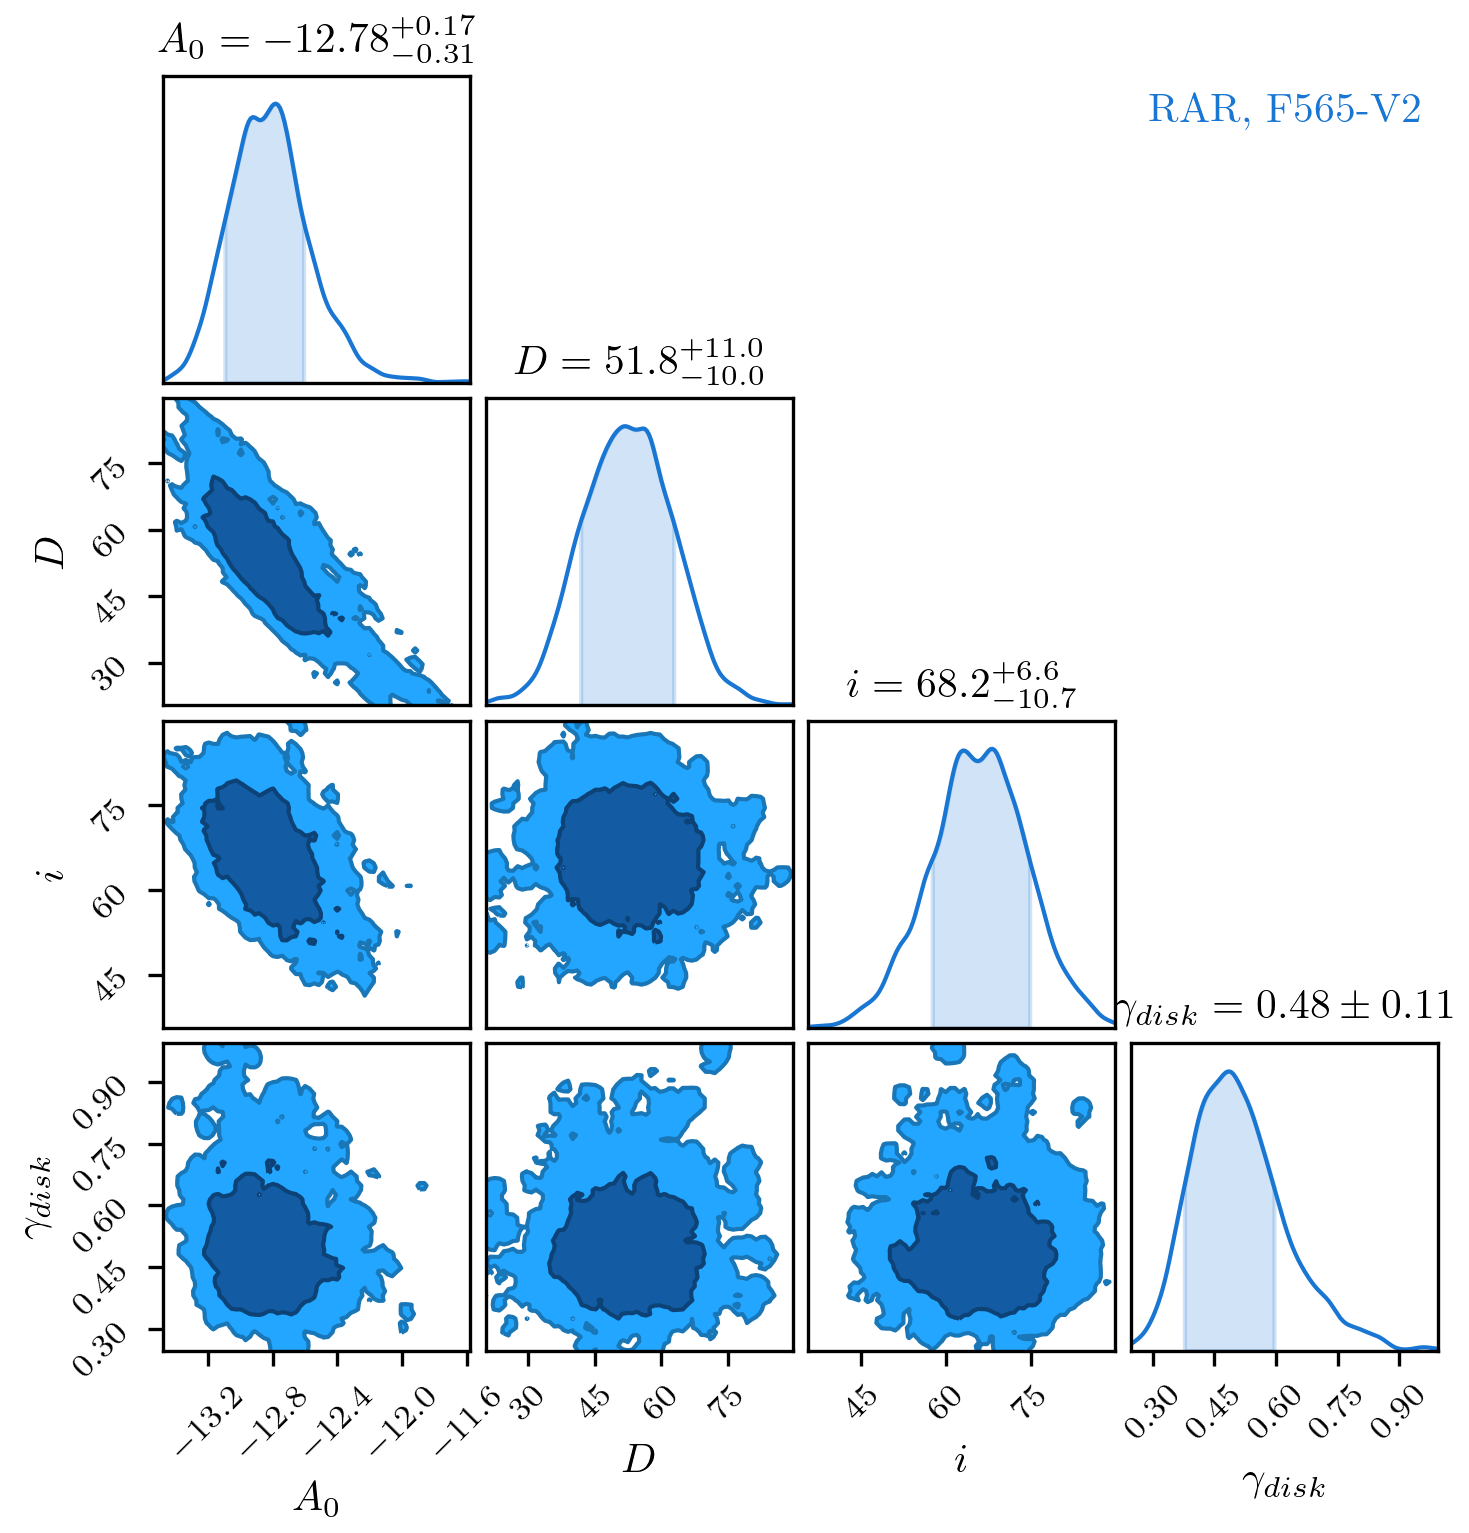 A_0 = −12.78^{+0.17}_{−0.31}
RAR, F565-V2
D = 51.8^{+11.0}_{−10.0}
75
60
45
30
D
i = 68.2^{+6.6}_{−10.7}
75
60
45
i
γ_{disk} = 0.48 ± 0.11
0.90
0.75
0.60
0.45
0.30
γ_{disk}
−13.2 −12.8 −12.4 −12.0 −11.6
30 45 60 75
45 60 75
0.30 0.45 0.60 0.75 0.90
A_0
D
i
γ_{disk}